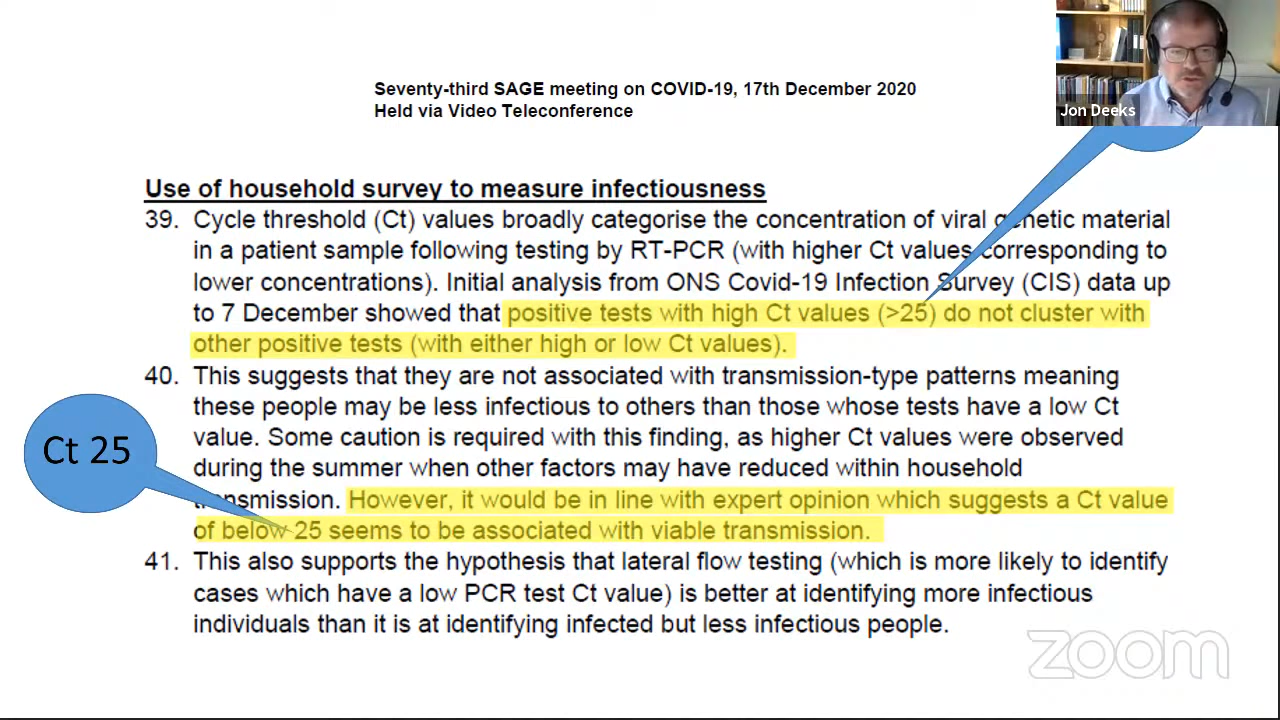 Seventy-third SAGE meeting on COVID-19, 17th December 2020
Held via Video Teleconference
Jon Deeks
Use of household survey to measure infectiousness
39. Cycle threshold (Ct) values broadly categorise the concentration of viral genetic material
in a patient sample following testing by RT-PCR (with higher Ct values corresponding to
lower concentrations). Initial analysis from ONS Covid-19 Infection Survey (CIS) data up
to 7 December showed that positive tests with high Ct values (>25) do not cluster with
other positive tests (with either high or low Ct values).
40. This suggests that they are not associated with transmission-type patterns meaning
these people may be less infectious to others than those whose tests have a low Ct
value. Some caution is required with this finding, as higher Ct values were observed
during the summer when other factors may have reduced within household
transmission. However, it would be in line with expert opinion which suggests a Ct value
of below 25 seems to be associated with viable transmission.
Ct 25
41. This also supports the hypothesis that lateral flow testing (which is more likely to identify
cases which have a low PCR test Ct value) is better at identifying more infectious
individuals than it is at identifying infected but less infectious people.
zoom